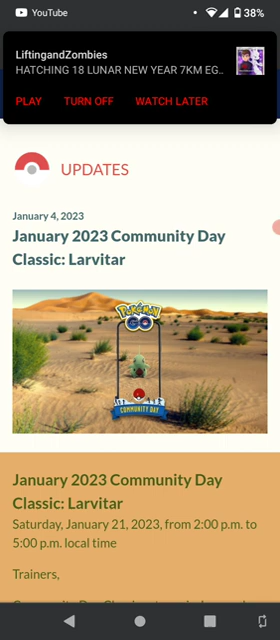 YouTube
38%
LiftingandZombies
HATCHING 18 LUNAR NEW YEAR 7KM EG..
PLAY TURN OFF WATCH LATER
UPDATES
January 4, 2023
January 2023 Community Day
Classic: Larvitar
POKÉMON
GO
COMMUNITY DAY
January 2023 Community Day
Classic: Larvitar
Saturday, January 21, 2023, from 2:00 p.m. to
5:00 p.m. local time
Trainers,